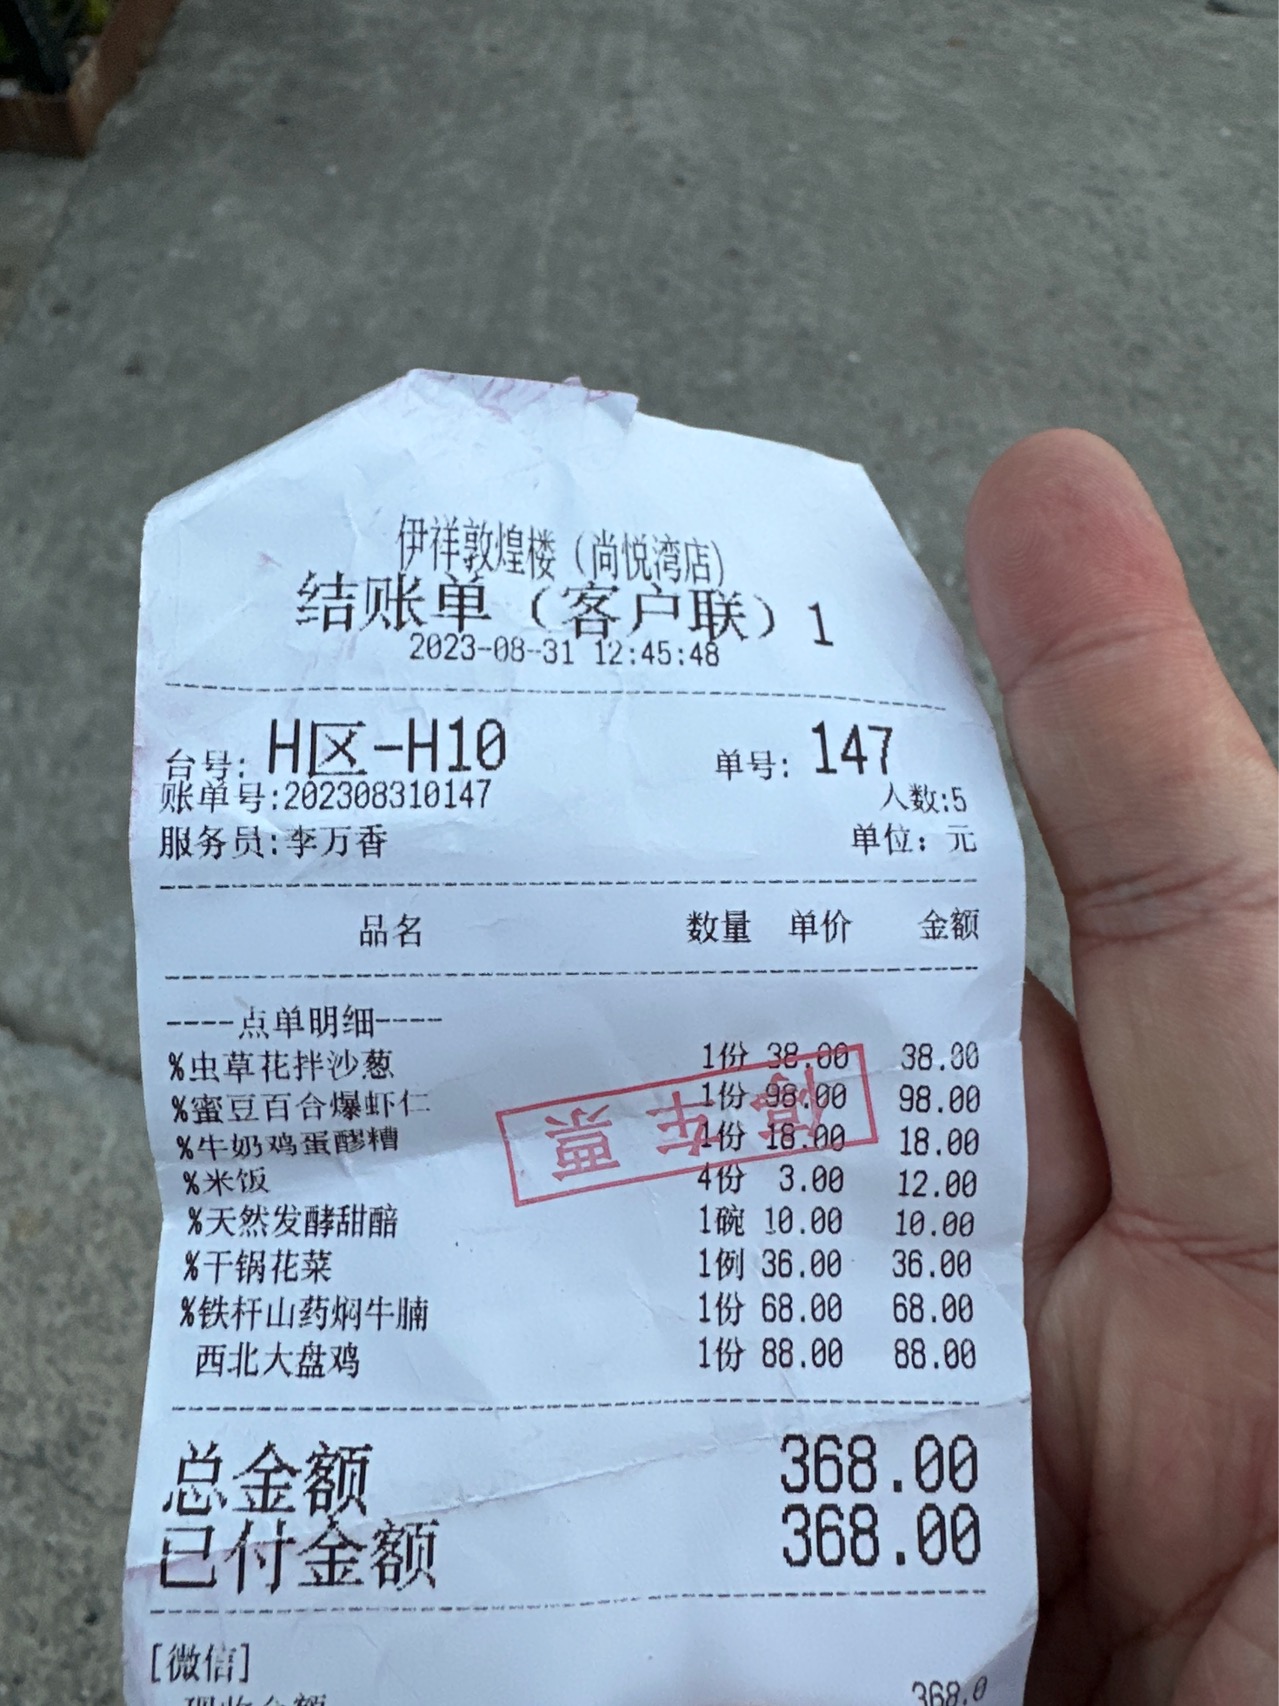 伊祥敦煌楼（尚悦湾店）
结账单（客户联）1
2023-08-31 12:45:48
台号: H区-H10 单号: 147
账单号:202308310147 人数:5
服务员:李万香 单位: 元
品名 数量 单价 金额
----点单明细----
%虫草花拌沙葱 1份 38.00 38.00
%蜜豆百合爆虾仁 1份 98.00 98.00
%牛奶鸡蛋醪糟 1份 18.00 18.00
%米饭 4份 3.00 12.00
%天然发酵甜醅 1碗 10.00 10.00
%干锅花菜 1例 36.00 36.00
%铁杆山药焖牛腩 1份 68.00 68.00
西北大盘鸡 1份 88.00 88.00
停车票
总金额 368.00
已付金额 368.00
[微信]
现收金额 368.0